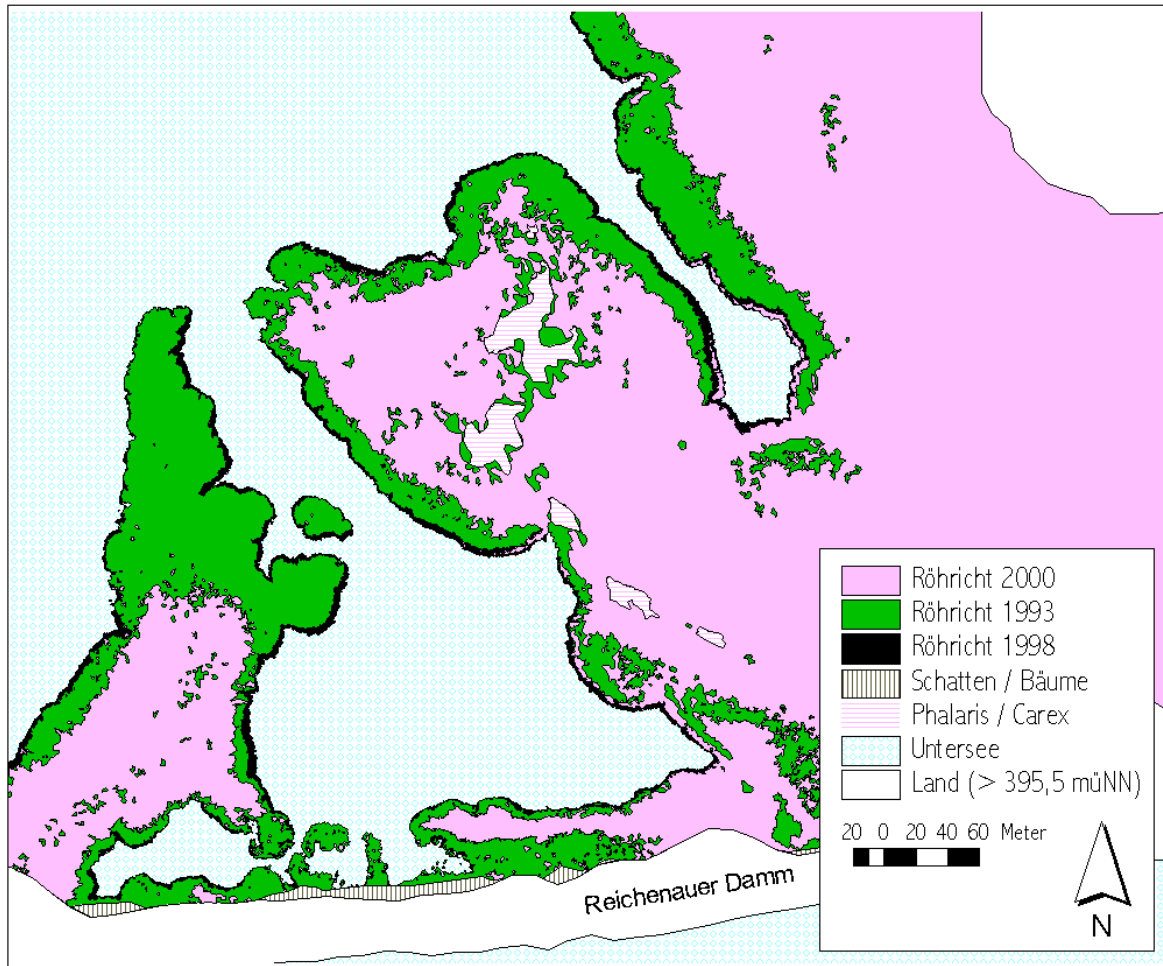 Röhricht 2000
Röhricht 1993
Röhricht 1998
Schatten / Bäume
Phalaris / Carex
Untersee
Land (> 395,5 müNN)
20 0 20 40 60 Meter
N
Reichenauer Damm